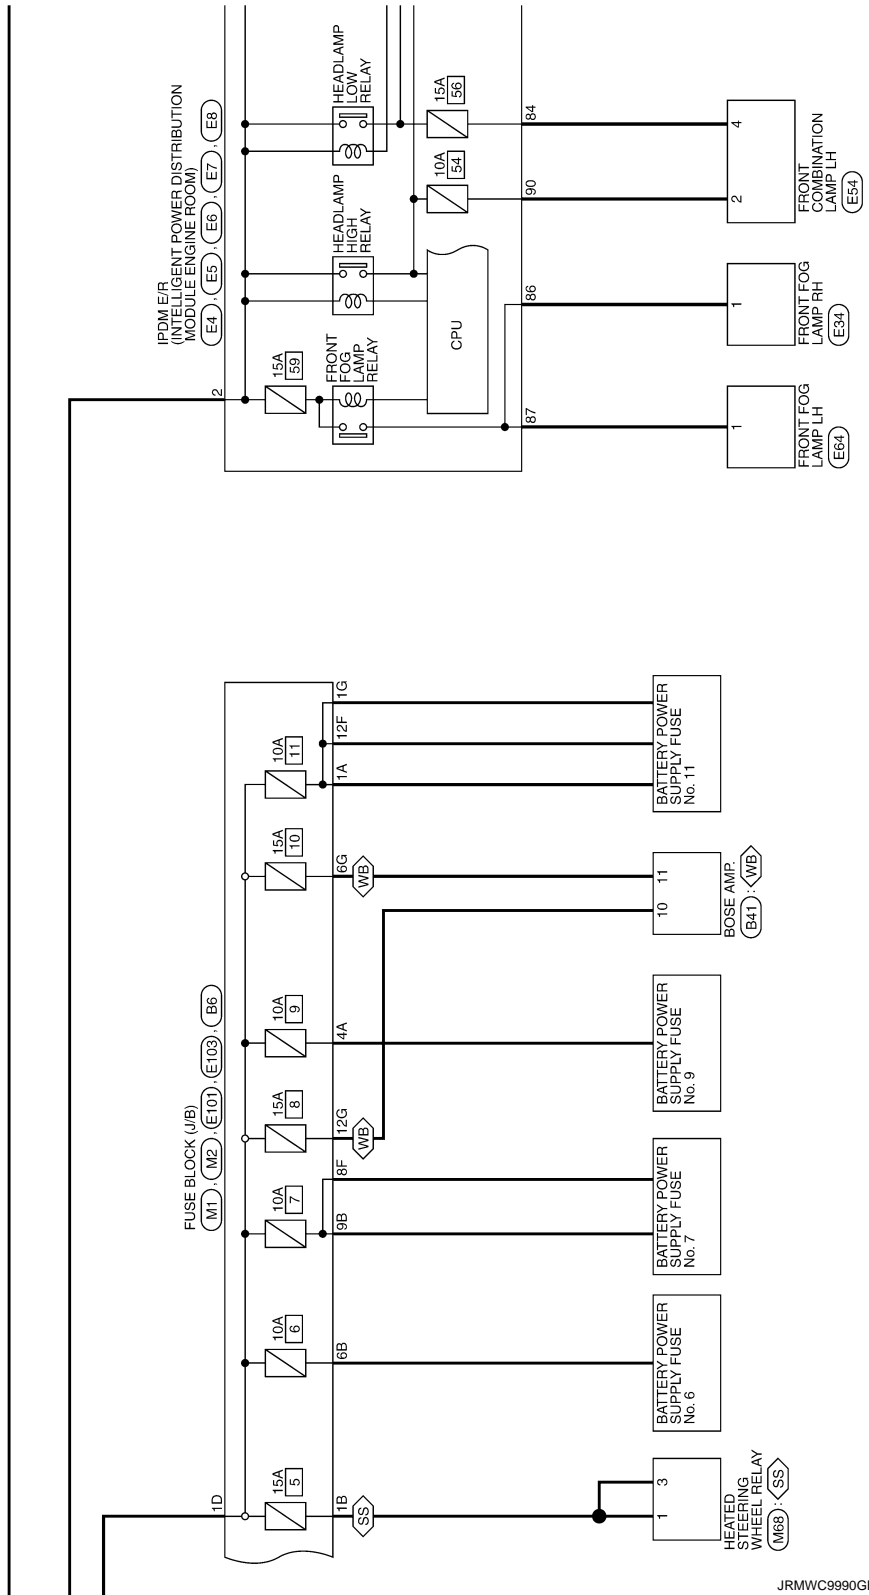 IPDM E/R
(INTELLIGENT POWER DISTRIBUTION
MODULE ENGINE ROOM)
E4 , E5 , E6 , E7 , E8
2
15A
59
FRONT
FOG
LAMP
RELAY
HEADLAMP
HIGH
RELAY
HEADLAMP
LOW
RELAY
CPU
10A
54
15A
56
87
86
90
84
1
FRONT FOG
LAMP LH
E64
1
FRONT FOG
LAMP RH
E34
2
4
FRONT
COMBINATION
LAMP LH
E54
FUSE BLOCK (J/B)
M1 , M2 , E101 , E103 , B6
1D
15A
5
10A
6
10A
7
15A
8
10A
9
15A
10
10A
11
1B
6B
9B
8F
12G
4A
6G
1A
12F
1G
SS
WB
WB
1
3
HEATED
STEERING
WHEEL RELAY
M68 : SS
BATTERY POWER
SUPPLY FUSE
No. 6
BATTERY POWER
SUPPLY FUSE
No. 7
BATTERY POWER
SUPPLY FUSE
No. 9
10
11
BOSE AMP.
B41 : WB
BATTERY POWER
SUPPLY FUSE
No. 11